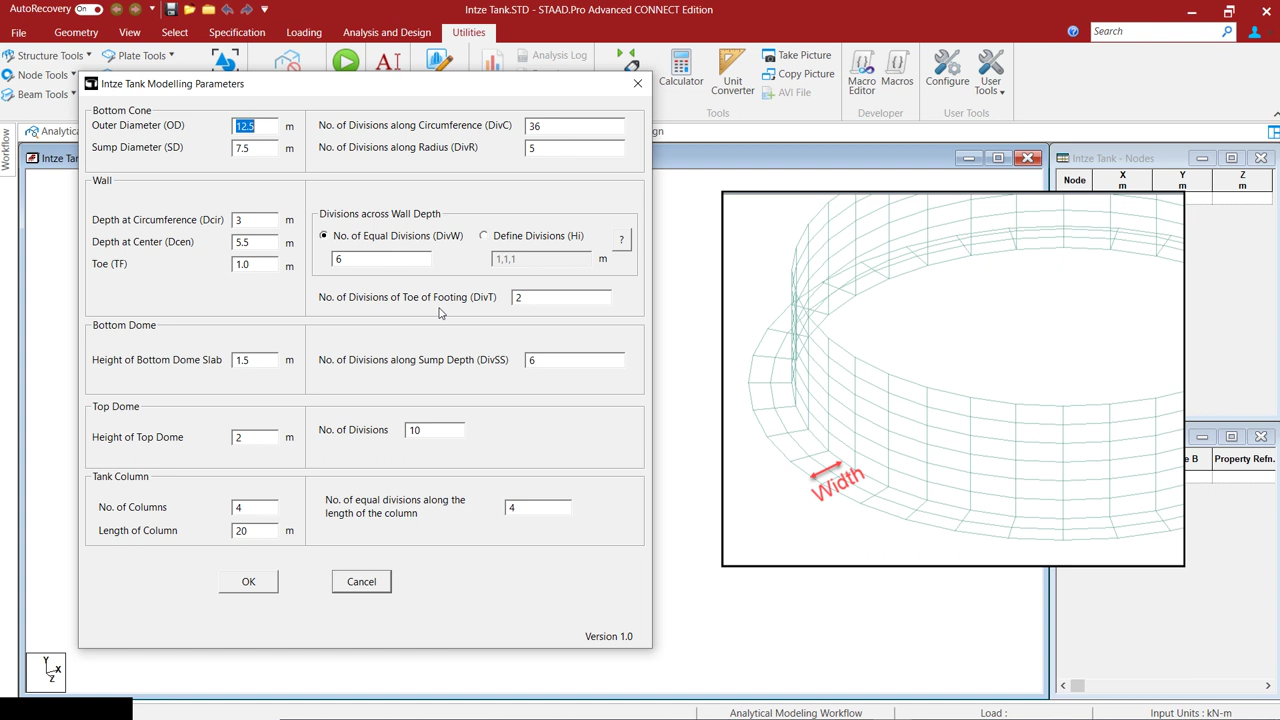 AutoRecovery On
Intze Tank.STD - STAAD.Pro Advanced CONNECT Edition
File Geometry View Select Specification Loading Analysis and Design Utilities Search
Structure Tools Plate Tools Analysis Log Take Picture
Node Tools Copy Picture
Beam Tools Calculator Unit Converter AVI File Macro Editor Macros Configure User Tools
Tools Developer User Tools
Workflow
Analytical
Intze Tank Modelling Parameters
Bottom Cone
Outer Diameter (OD) 12.5 m No. of Divisions along Circumference (DivC) 36
Sump Diameter (SD) 7.5 m No. of Divisions along Radius (DivR) 5
Wall
Depth at Circumference (Dcir) 3 m Divisions across Wall Depth
Depth at Center (Dcen) 5.5 m No. of Equal Divisions (DivW) Define Divisions (Hi) ?
Toe (TF) 1.0 m 6 1,1,1 m
No. of Divisions of Toe of Footing (DivT) 2
Bottom Dome
Height of Bottom Dome Slab 1.5 m No. of Divisions along Sump Depth (DivSS) 6
Top Dome
Height of Top Dome 2 m No. of Divisions 10
Tank Column
No. of Columns 4 No. of equal divisions along the
length of the column 4
Length of Column 20 m
OK Cancel
Version 1.0
Intze Tank - Nodes
Node X m Y m Z m
Property Refn.
Width
Y X Z
Analytical Modeling Workflow Load : Input Units : kN-m